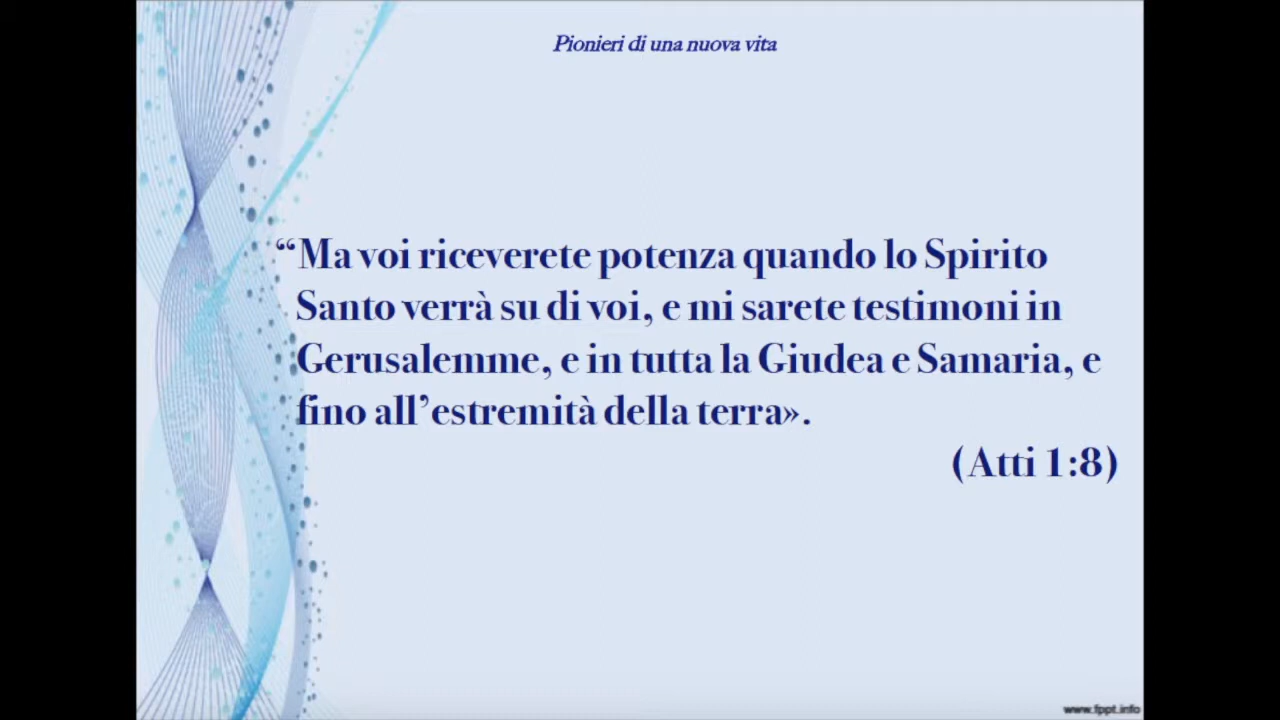 Pionieri di una nuova vita
“Ma voi riceverete potenza quando lo Spirito
Santo verrà su di voi, e mi sarete testimoni in
Gerusalemme, e in tutta la Giudea e Samaria, e
fino all’estremità della terra».
(Atti 1:8)
www.fppt.info